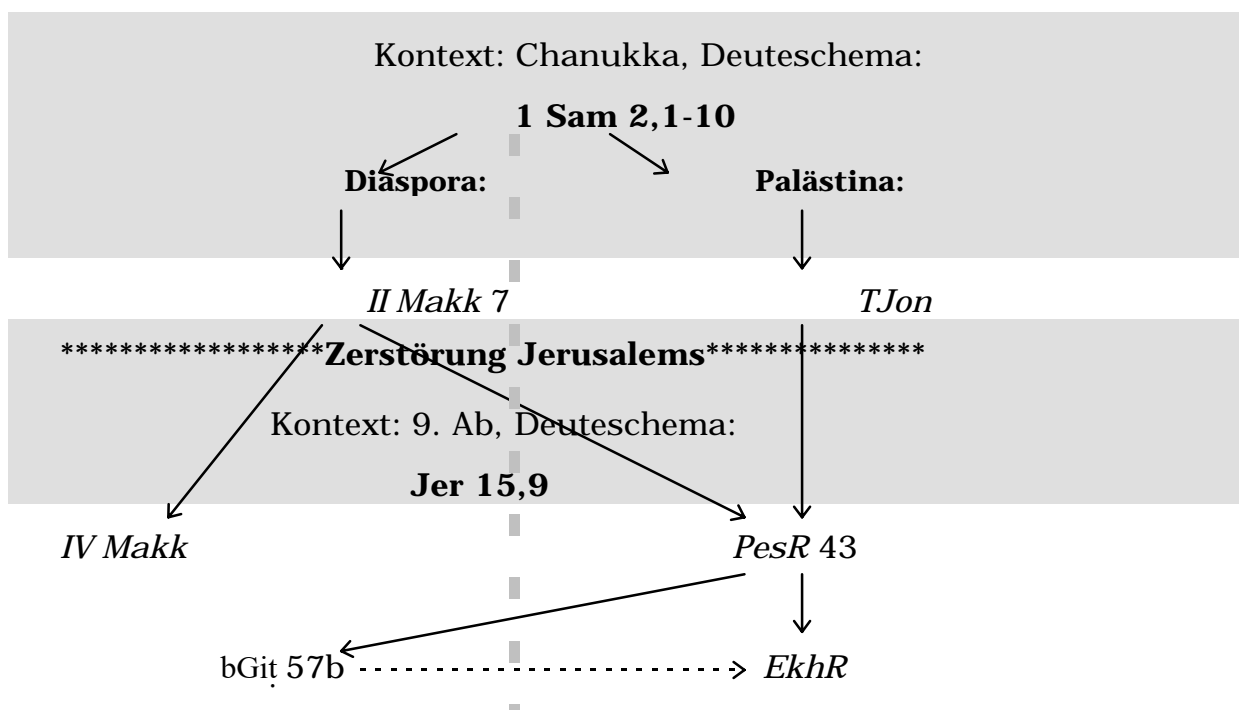 Kontext: Chanukka, Deuteschema:
1 Sam 2,1-10
Diaspora: Palästina:
II Makk 7 TJon
******************Zerstörung Jerusalems***************
Kontext: 9. Ab, Deuteschema:
Jer 15,9
IV Makk PesR 43
bGiṭ 57b EkhR